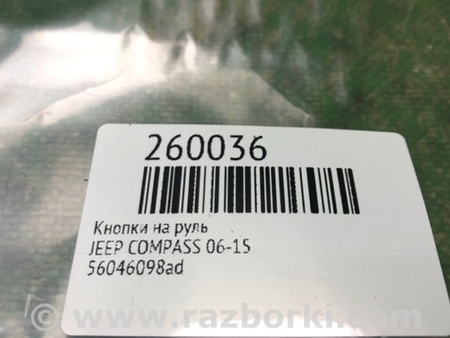 260036
Кнопки на руль
JEEP COMPASS 06-15
56046098ad
www.razborki.com